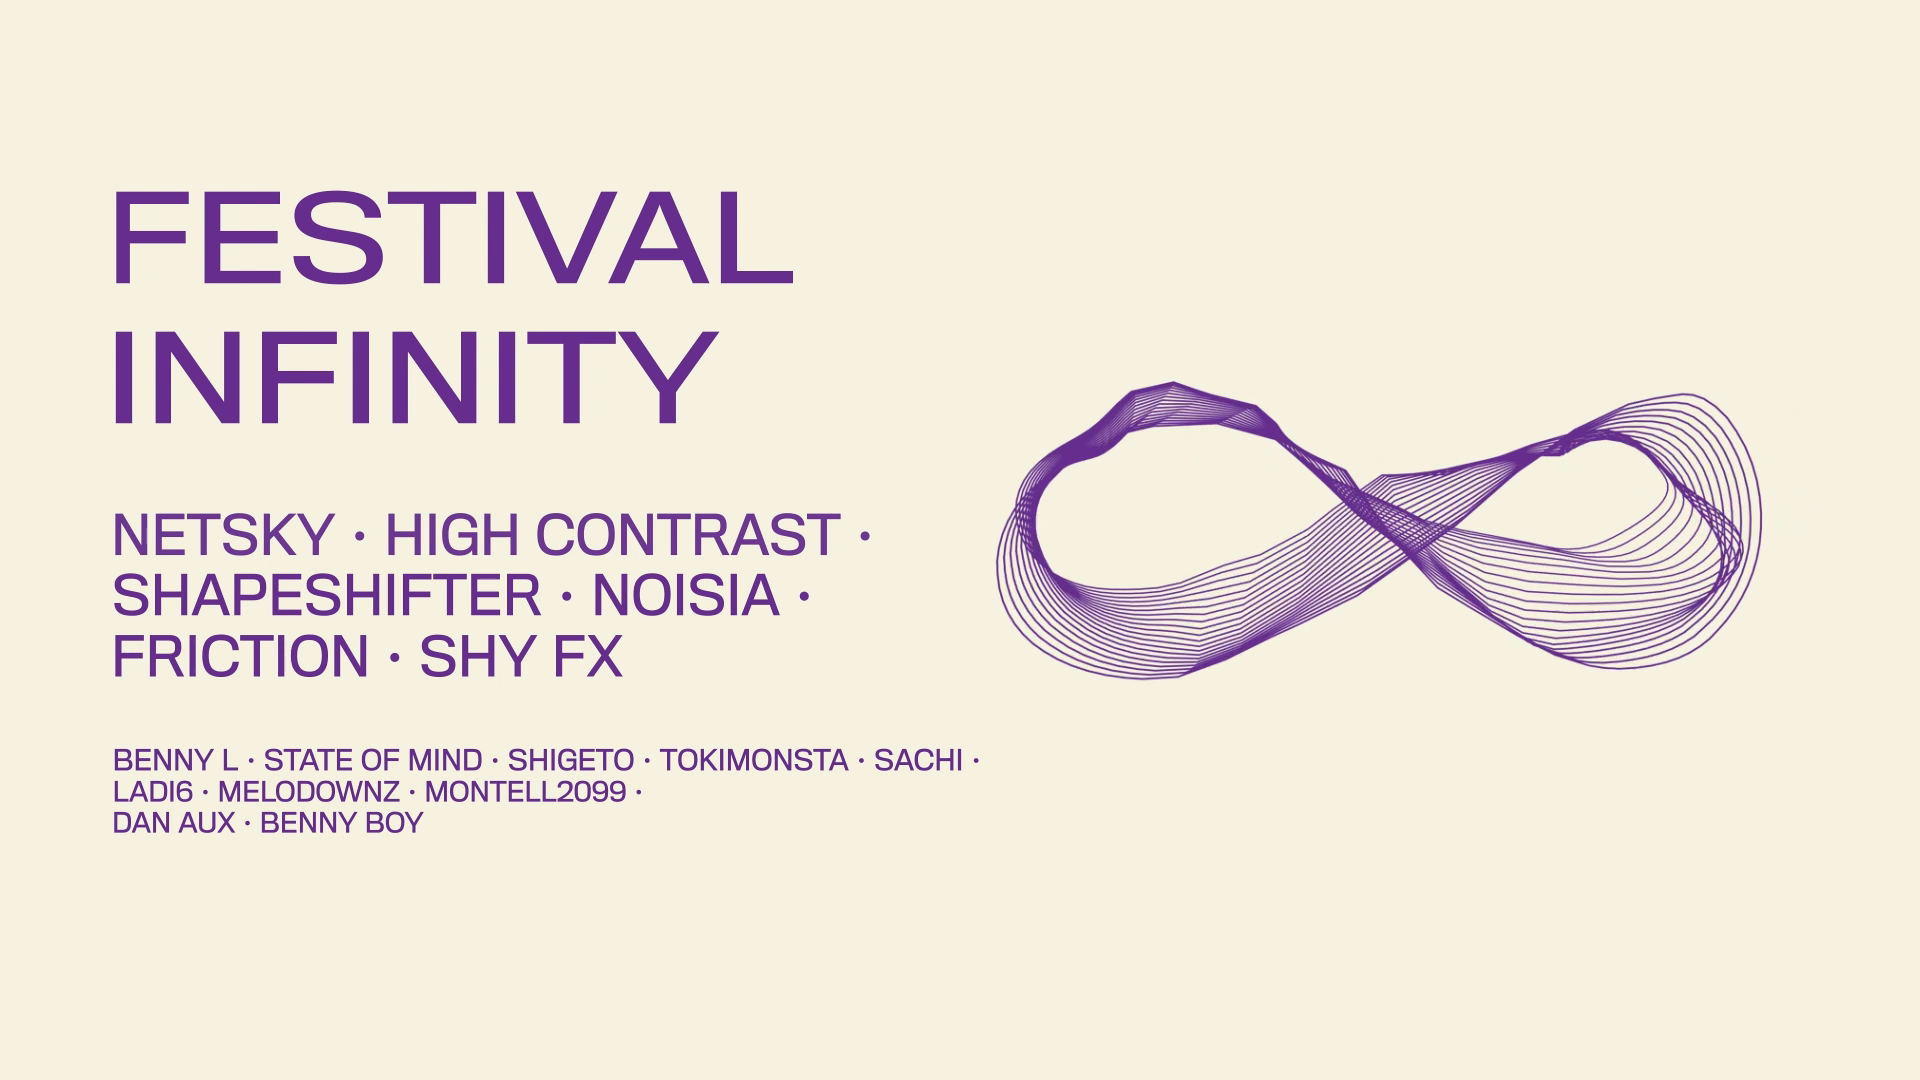 FESTIVAL
INFINITY
NETSKY · HIGH CONTRAST ·
SHAPESHIFTER · NOISIA ·
FRICTION · SHY FX
BENNY L · STATE OF MIND · SHIGETO · TOKIMONSTA · SACHI ·
LADI6 · MELODOWNZ · MONTELL2099 ·
DAN AUX · BENNY BOY